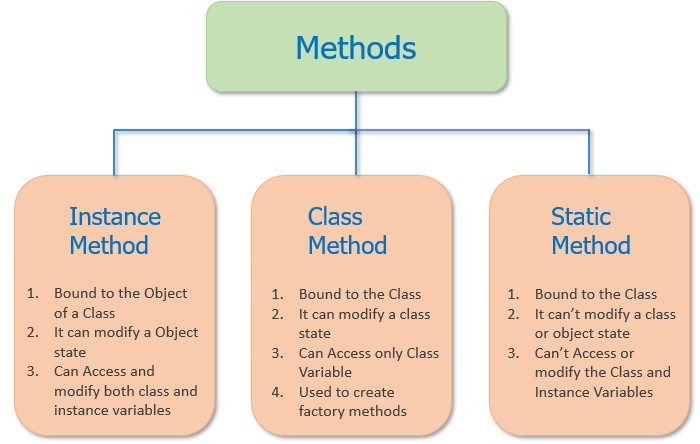 Methods
Instance
Method
1. Bound to the Object
of a Class
2. It can modify a Object
state
3. Can Access and
modify both class and
instance variables
Class
Method
1. Bound to the Class
2. It can modify a class
state
3. Can Access only Class
Variable
4. Used to create
factory methods
Static
Method
1. Bound to the Class
2. It can’t modify a class
or object state
3. Can’t Access or
modify the Class and
Instance Variables